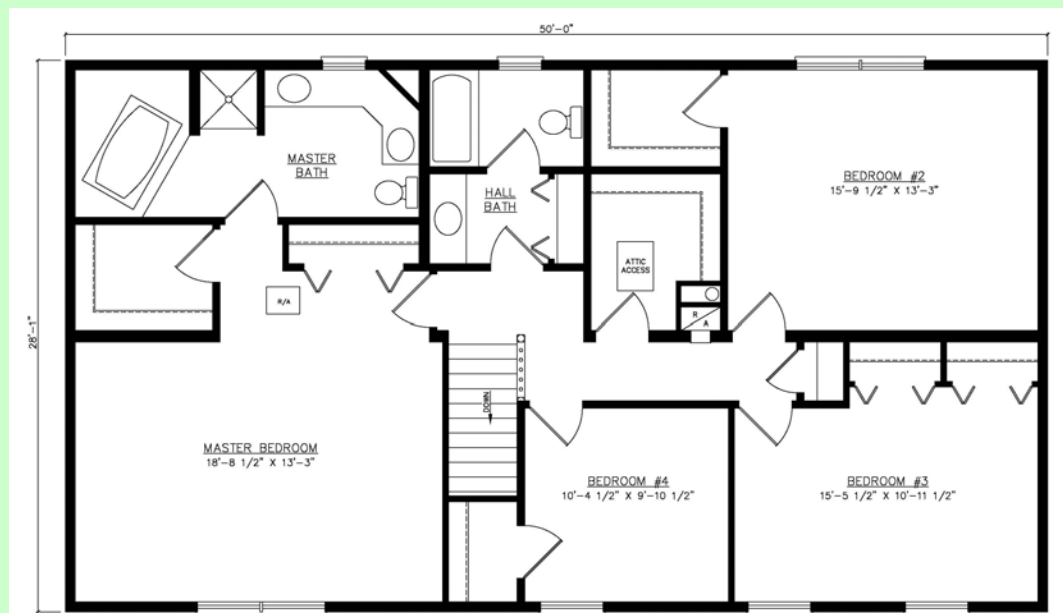 50'-0"
28'-1"
MASTER
BATH
HALL
BATH
BEDROOM #2
15'-9 1/2" X 13'-3"
ATTIC
ACCESS
R/A
R
A
DOWN
MASTER BEDROOM
18'-8 1/2" X 13'-3"
BEDROOM #4
10'-4 1/2" X 9'-10 1/2"
BEDROOM #3
15'-5 1/2" X 10'-11 1/2"